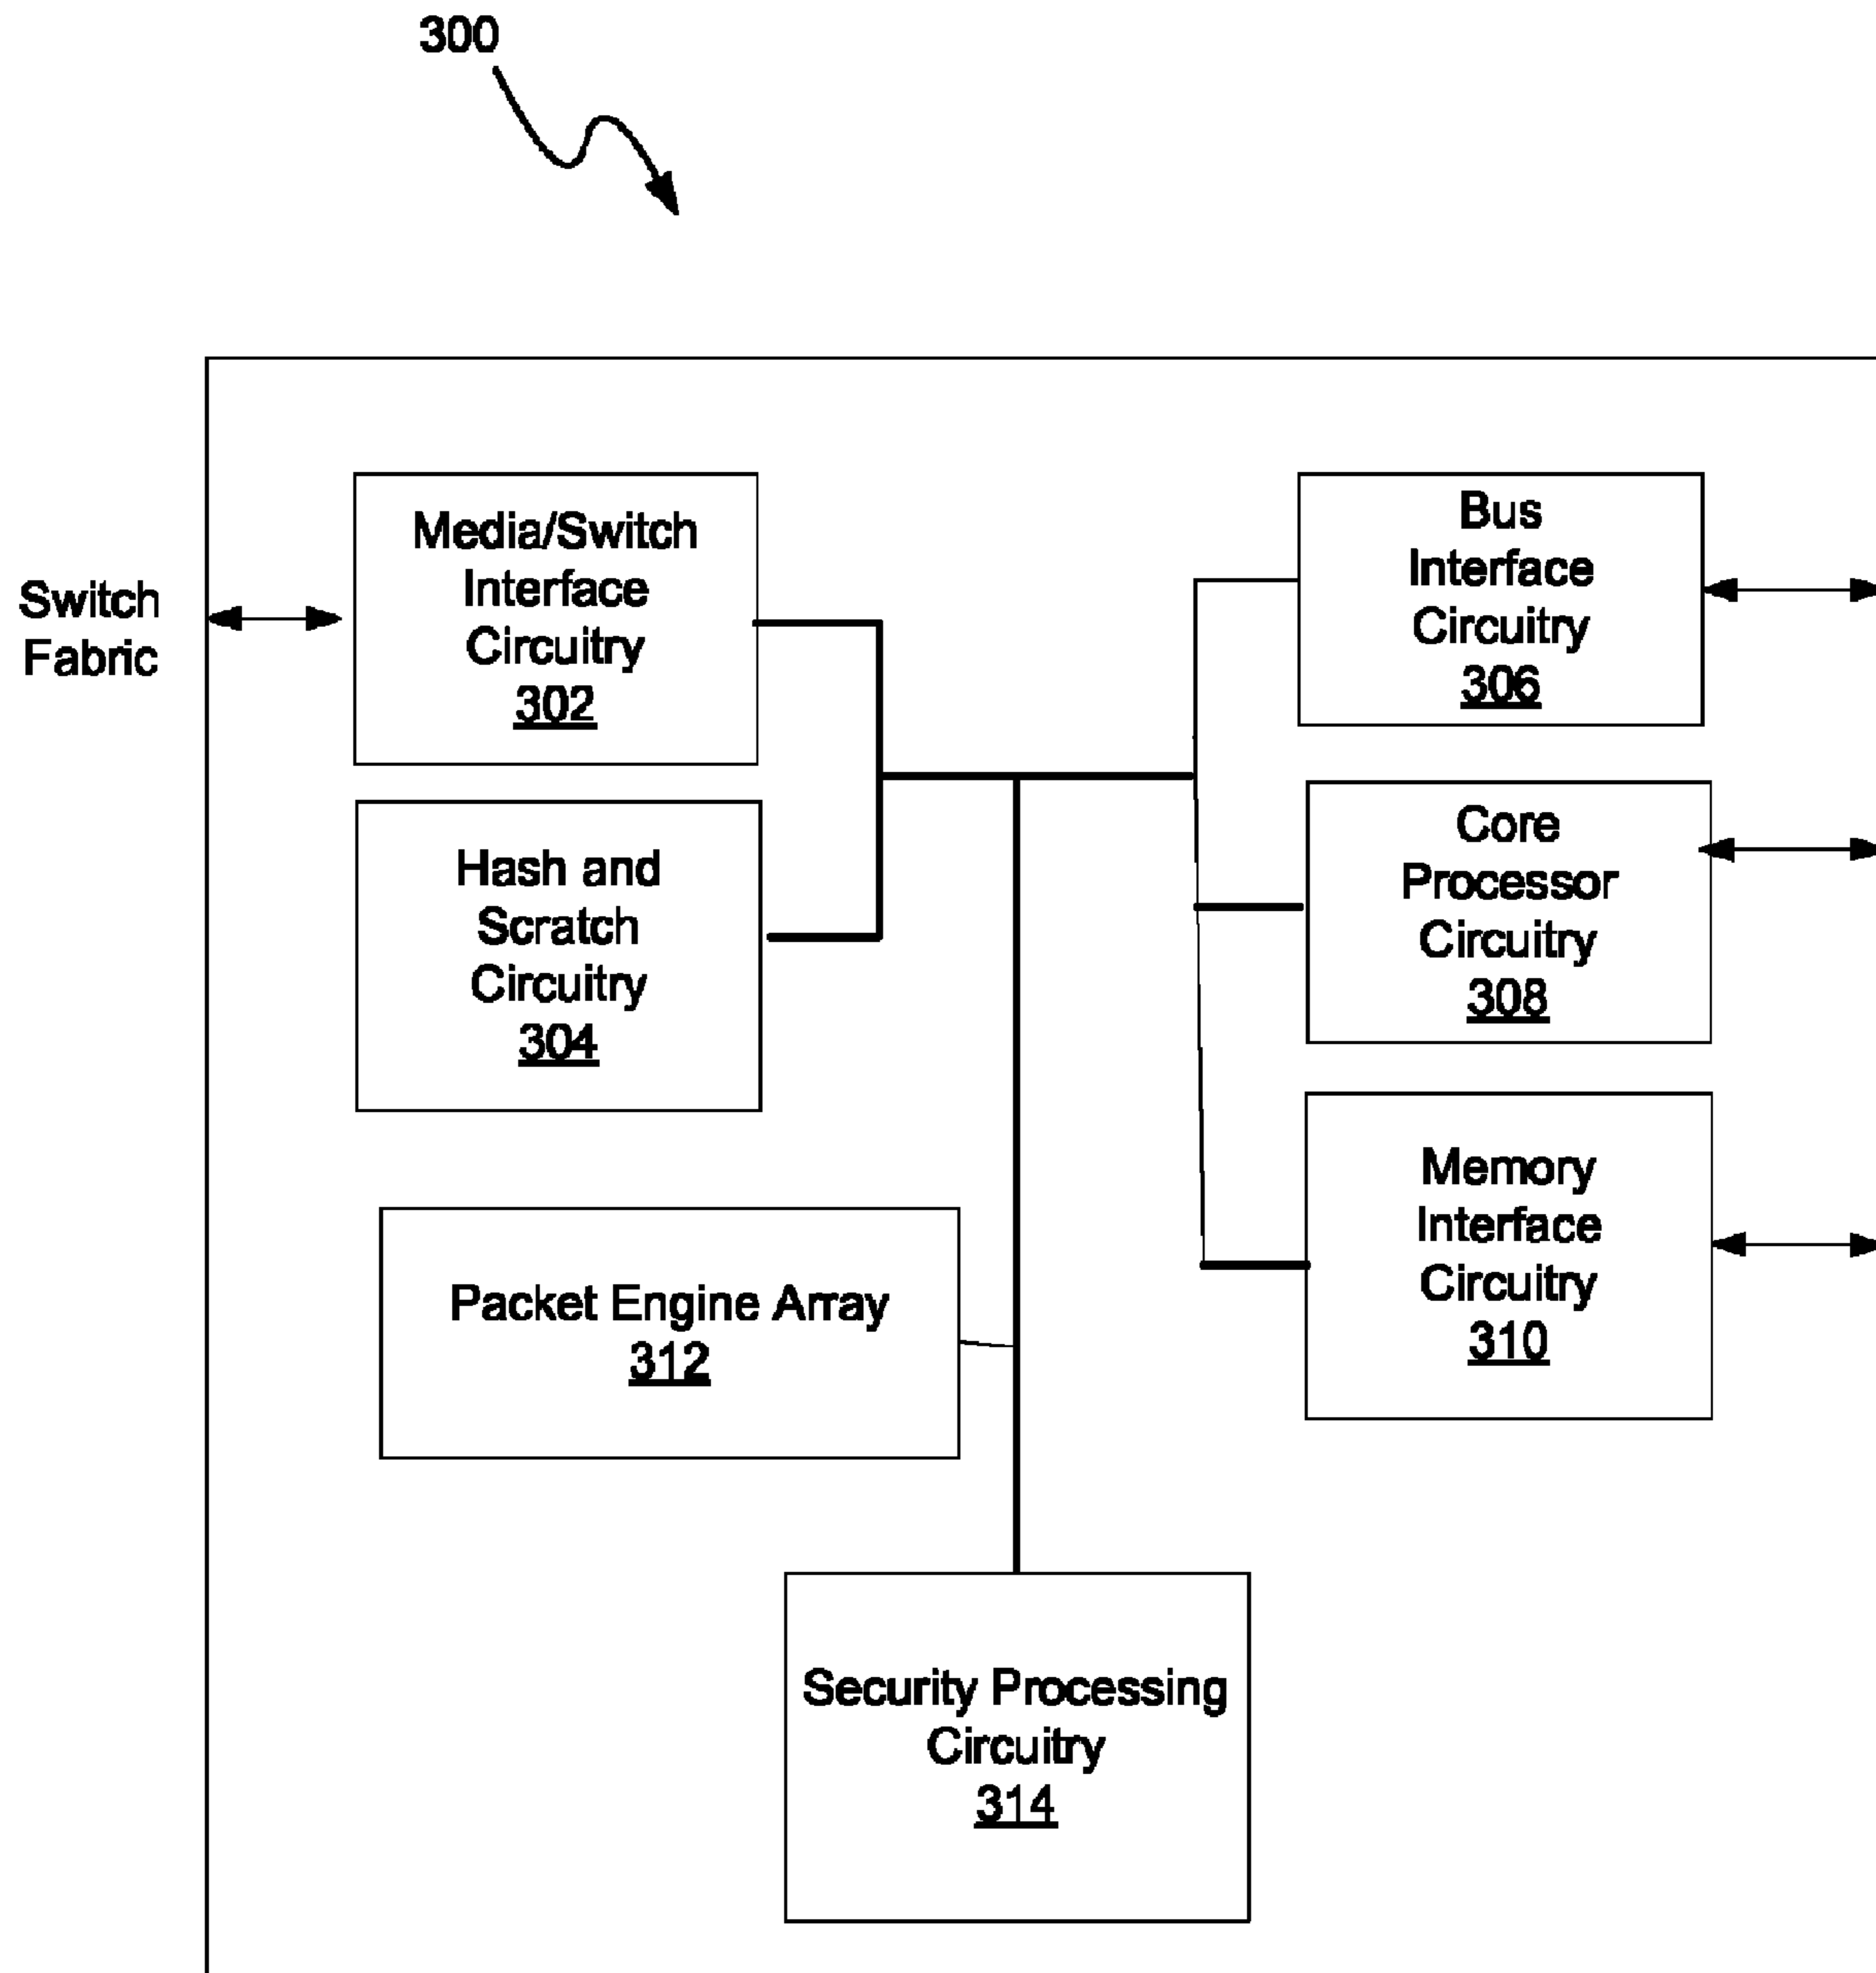 300
Switch
Fabric
Media/Switch
Interface
Circuitry
302
Hash and
Scratch
Circuitry
304
Bus
Interface
Circuitry
306
Core
Processor
Circuitry
308
Memory
Interface
Circuitry
310
Packet Engine Array
312
Security Processing
Circuitry
314